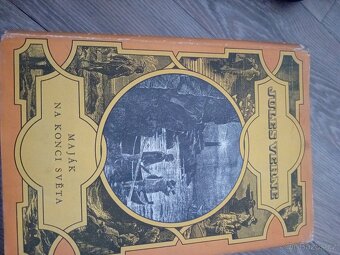 JULES VERNE
MAJÁK
NA KONCI SVĚTA